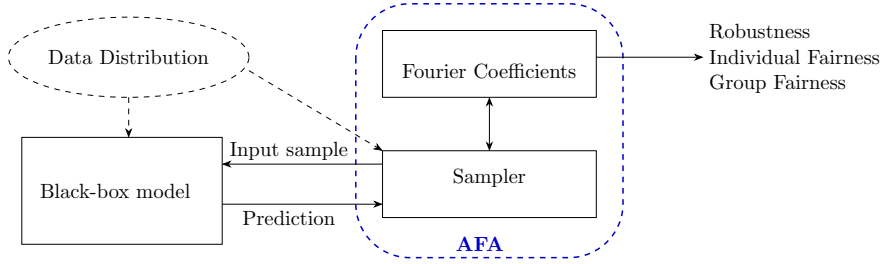 Data Distribution
Fourier Coefficients
Robustness
Individual Fairness
Group Fairness
Input sample
Black-box model
Sampler
Prediction
AFA